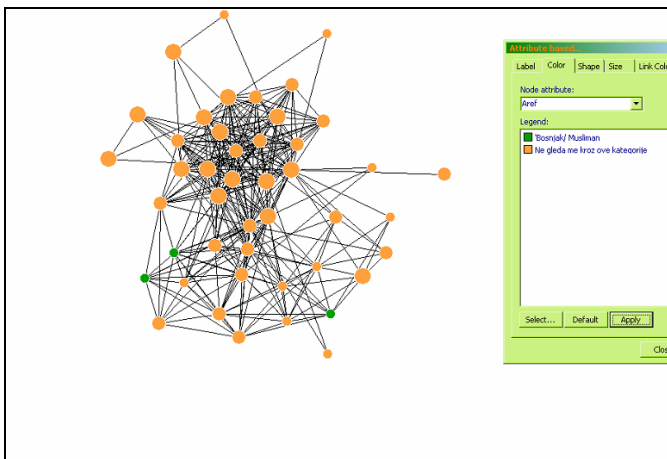 Attribute based...
Label Color Shape Size Link Colo
Node attribute:
Aref
Legend:
'Bosnjak/ Musliman
Ne gleda me kroz ove kategorije
Select... Default Apply
Clos